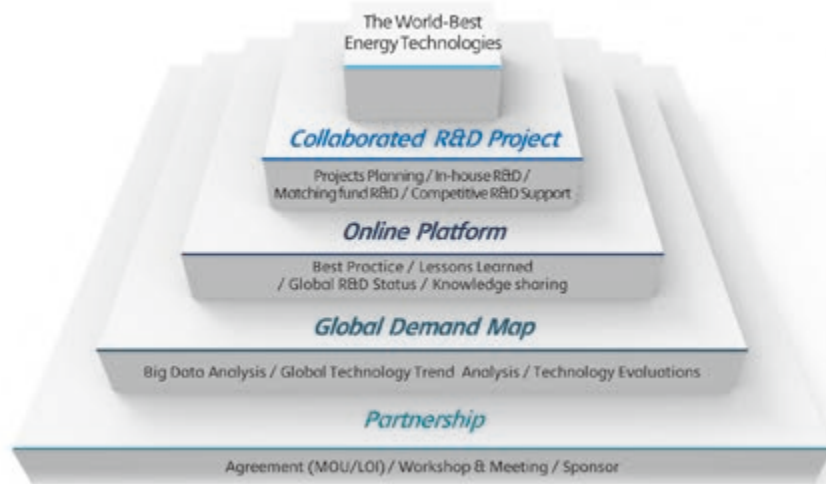 The World-Best
Energy Technologies
Collaborated R&D Project
Projects Planning / In-house R&D /
Matching fund R&D / Competitive R&D Support
Online Platform
Best Practice / Lessons Learned
/ Global R&D Status / Knowledge sharing
Global Demand Map
Big Data Analysis / Global Technology Trend Analysis / Technology Evaluations
Partnership
Agreement (MOU/LOI) / Workshop & Meeting / Sponsor